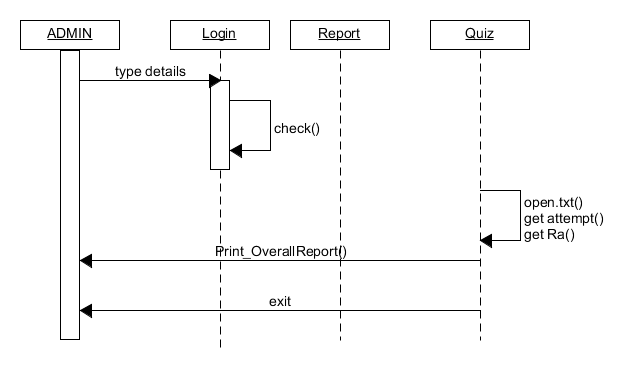 ADMIN
Login
Report
Quiz
type details
check()
open.txt()
get attempt()
get Ra()
Print_OverallReport()
exit